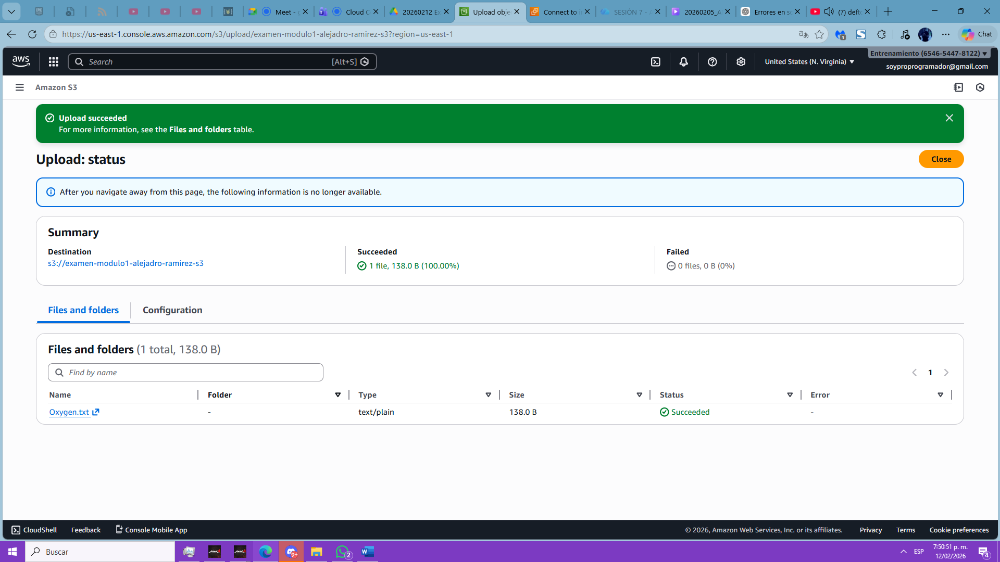 Meet - g
Cloud C
20260212 Ex
Upload obje
Connect to i
SESIÓN 7 - A
20260205_A
Errores en so
(7) defto
https://us-east-1.console.aws.amazon.com/s3/upload/examen-modulo1-alejadro-ramirez-s3?region=us-east-1
1
Chat
aws
Search
[Alt+S]
United States (N. Virginia)
Entrenamiento (6546-5447-8122)
soyproprogramador@gmail.com
Amazon S3
Upload succeeded
For more information, see the Files and folders table.
Upload: status
Close
After you navigate away from this page, the following information is no longer available.
Summary
Destination
s3://examen-modulo1-alejadro-ramirez-s3
Succeeded
1 file, 138.0 B (100.00%)
Failed
0 files, 0 B (0%)
Files and folders
Configuration
Files and folders (1 total, 138.0 B)
Find by name
1
Name
Folder
Type
Size
Status
Error
Oxygen.txt
-
text/plain
138.0 B
Succeeded
-
CloudShell
Feedback
Console Mobile App
© 2026, Amazon Web Services, Inc. or its affiliates.
Privacy
Terms
Cookie preferences
Buscar
9+
2
W
ESP
7:50:51 p. m.
12/02/2026
4